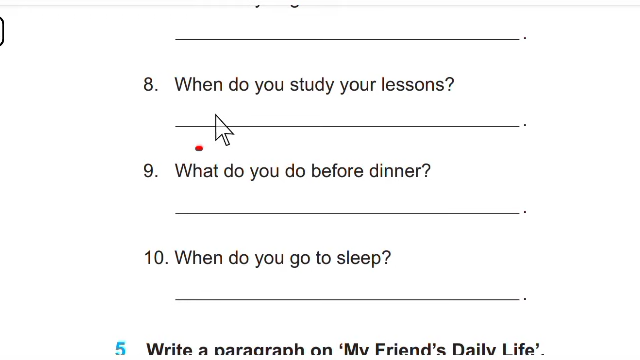 8. When do you study your lessons?
.
9. What do you do before dinner?
.
10. When do you go to sleep?
.
5 Write a paragraph on ‘My Friend’s Daily Life’.